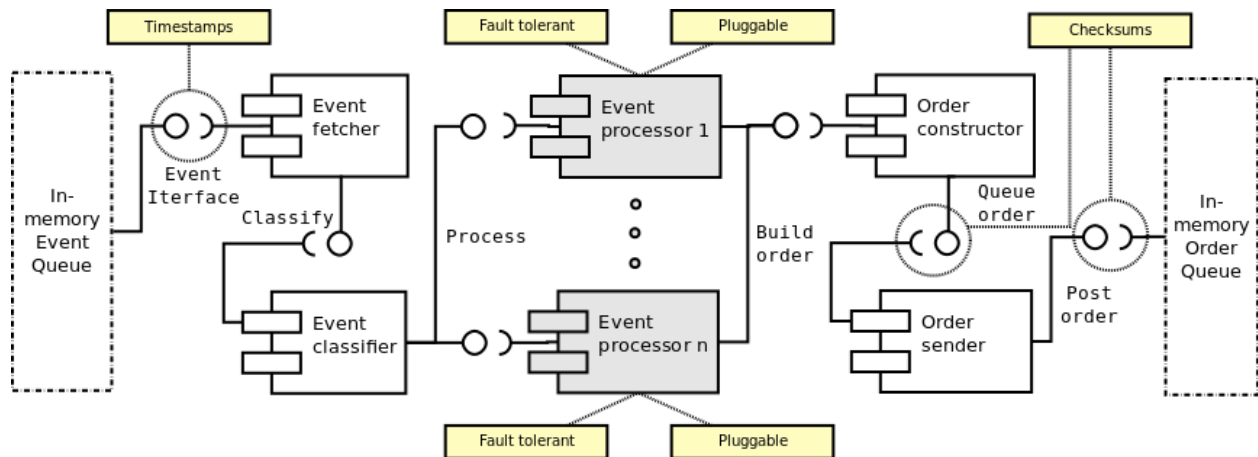 Timestamps
Fault tolerant
Pluggable
Checksums
In-
memory
Event
Queue
Event
Iterface
Event
fetcher
Classify
Event
classifier
Process
Event
processor 1
Event
processor n
Build
order
Order
constructor
Queue
order
Order
sender
Post
order
In-
memory
Order
Queue
Fault tolerant
Pluggable